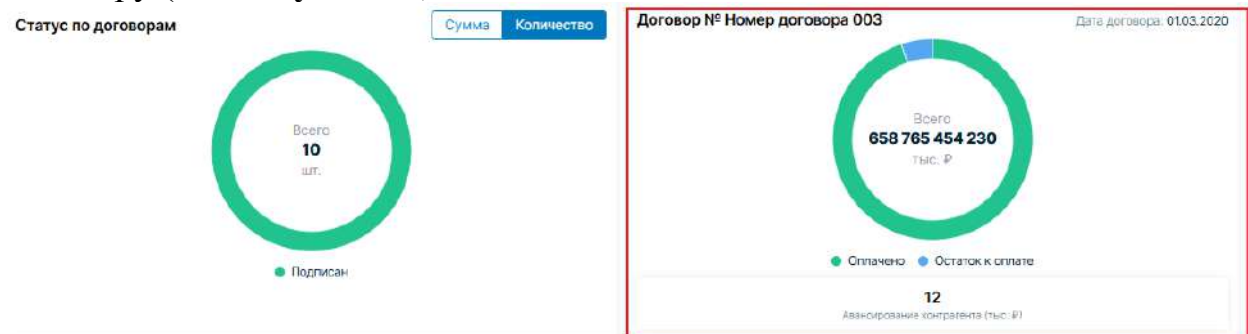 Статус по договорам
Сумма Количество
Всего
10
шт.
Подписан
Договор № Номер договора 003
Дата договора: 01.03.2020
Всего
658 765 454 230
тыс. ₽
Оплачено Остаток к оплате
12
Авансирование контрагента (тыс. ₽)